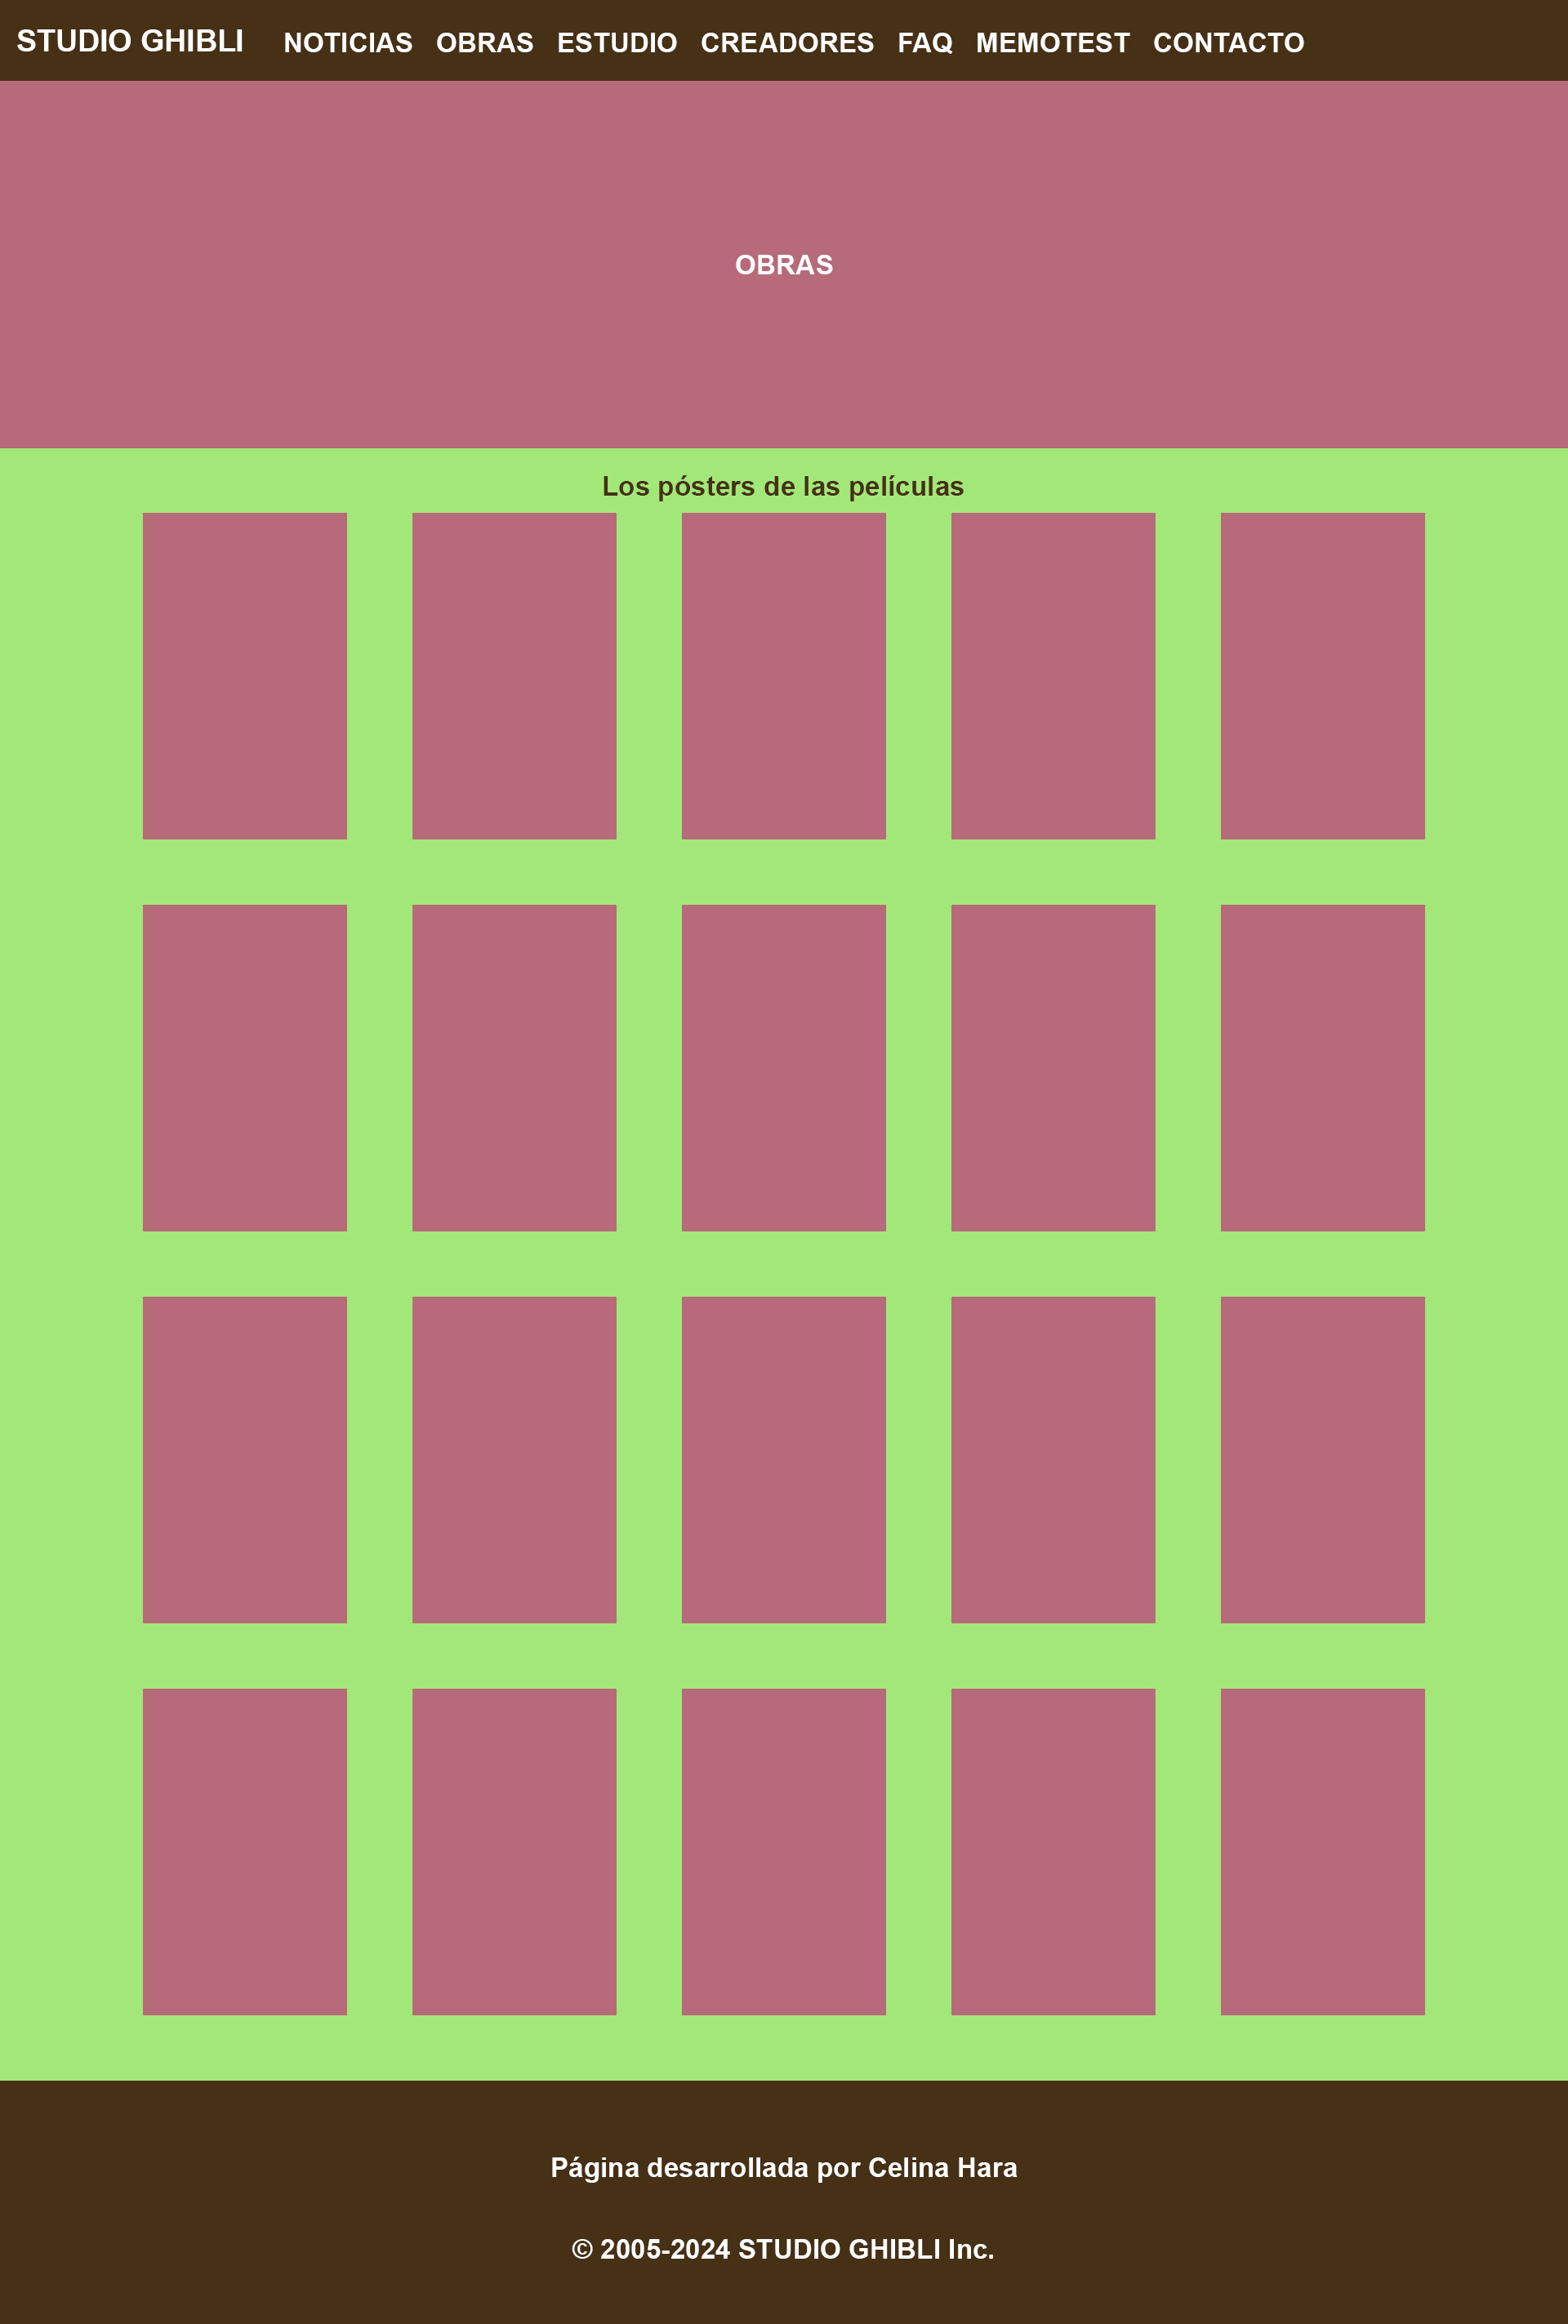 STUDIO GHIBLI NOTICIAS OBRAS ESTUDIO CREADORES FAQ MEMOTEST CONTACTO
OBRAS
Los pósters de las películas
Página desarrollada por Celina Hara
© 2005-2024 STUDIO GHIBLI Inc.